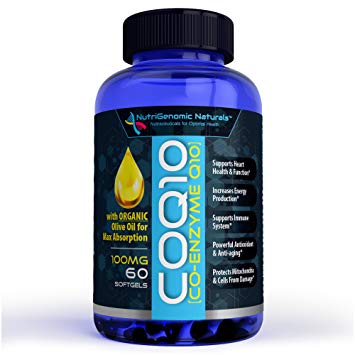 NutriGenomic Naturals™
Nutraceuticals for Optimal Health
with ORGANIC
Olive Oil for
Max Absorption
100MG
60
SOFTGELS
COQ10
[CO-ENZYME Q10]
Supports Heart
Health & Function*
Increases Energy
Production*
Supports Immune
System*
Powerful Antioxidant
& Anti-aging*
Protects Mitochondria
& Cells From Damage*